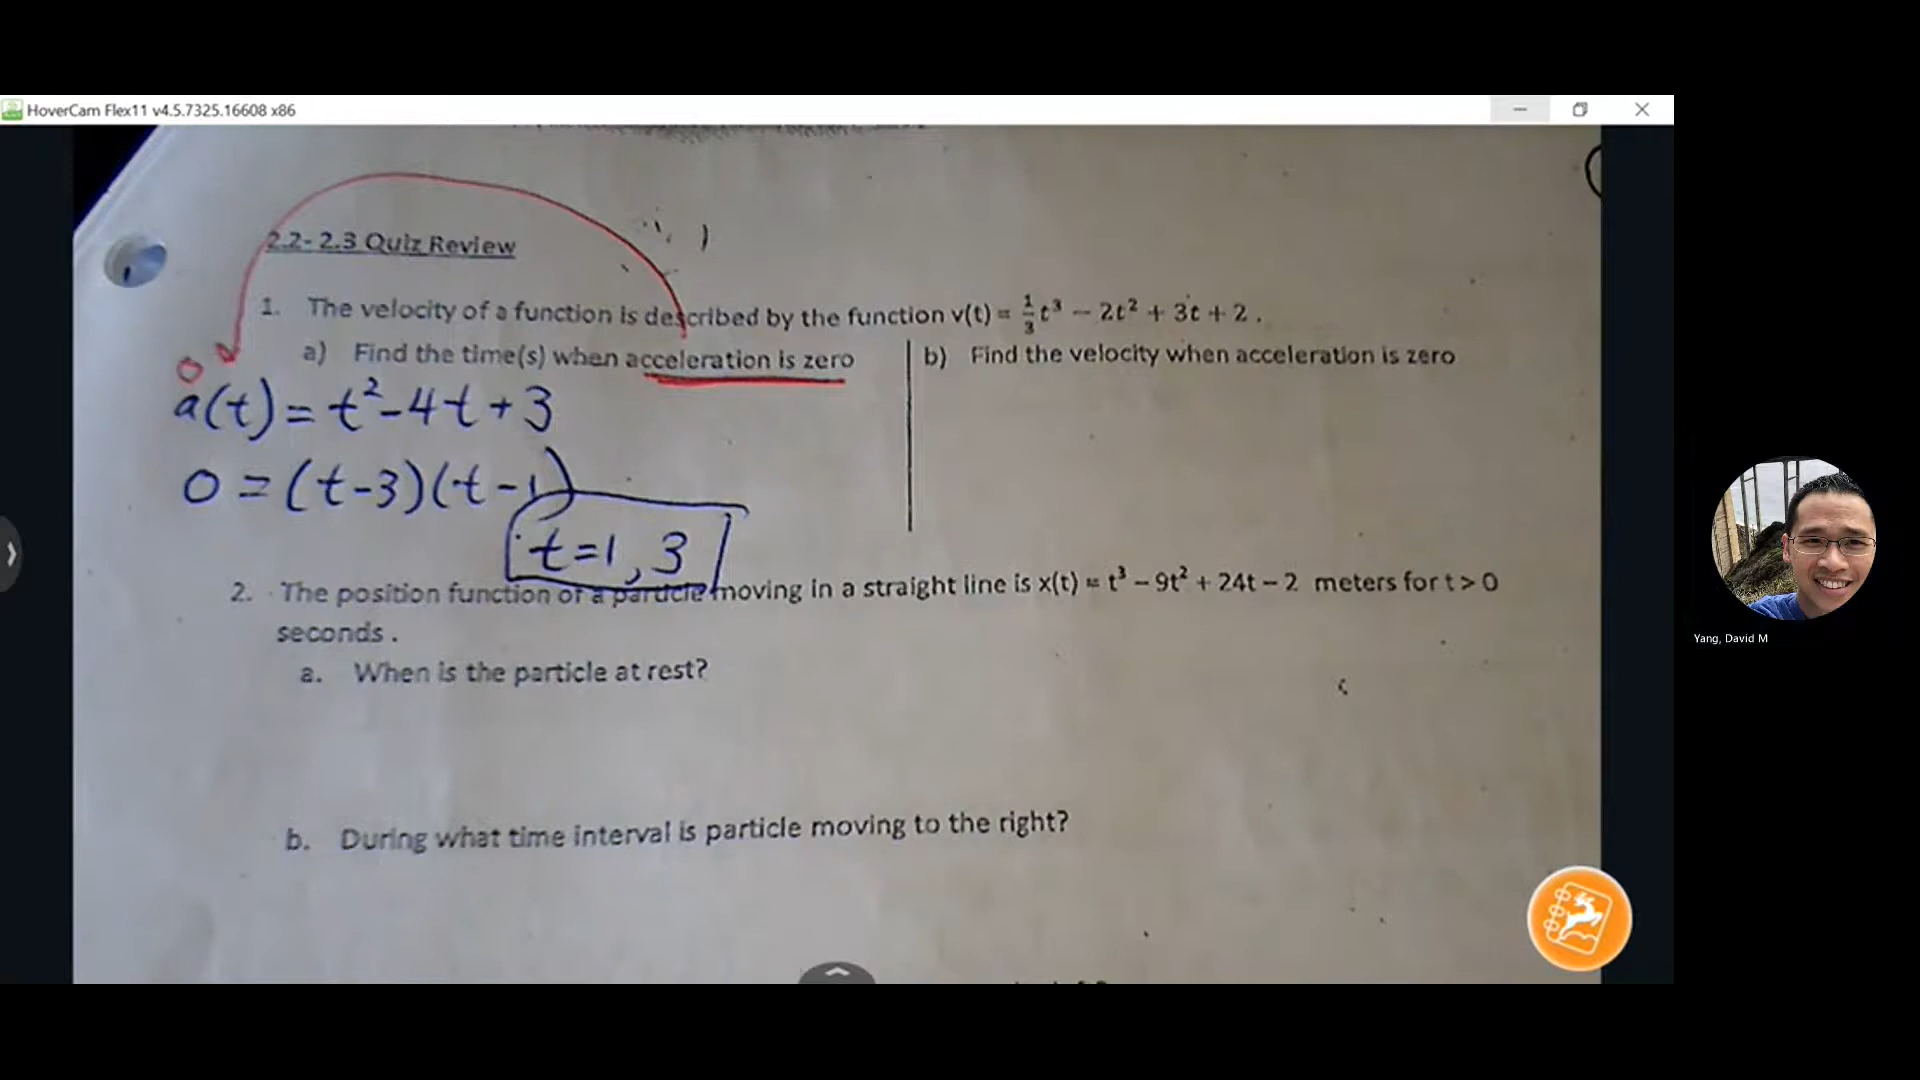 HoverCam Flex11 v4.5.7325.16608 x86
2.2- 2.3 Quiz Review
1. The velocity of a function is described by the function v(t) = 1/3 t³ − 2t² + 3t + 2 .
a) Find the time(s) when acceleration is zero
b) Find the velocity when acceleration is zero
0
a(t) = t² - 4t + 3
0 = (t-3)(t-1)
t=1, 3
2. The position function of a particle moving in a straight line is x(t) = t³ − 9t² + 24t − 2 meters for t > 0
seconds .
a. When is the particle at rest?
b. During what time interval is particle moving to the right?
Yang, David M